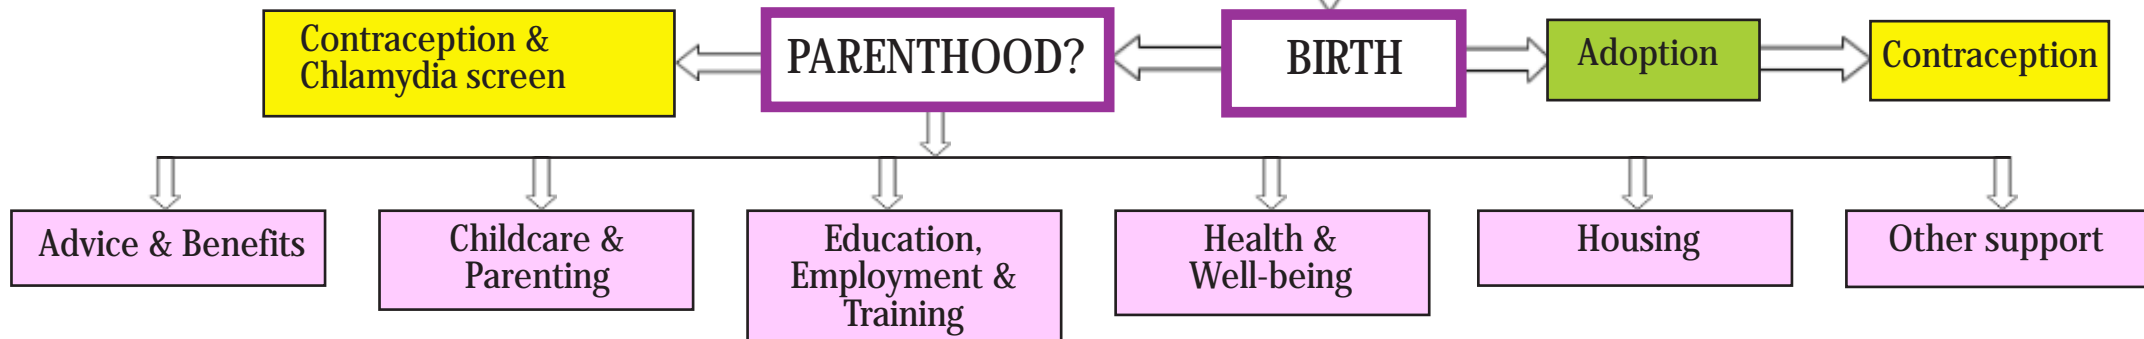 Contraception &
Chlamydia screen
PARENTHOOD?
BIRTH
Adoption
Contraception
Advice & Benefits
Childcare &
Parenting
Education,
Employment &
Training
Health &
Well-being
Housing
Other support